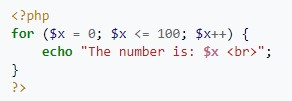 <?php
for ($x = 0; $x <= 100; $x++) {
    echo "The number is: $x <br>";
}
?>